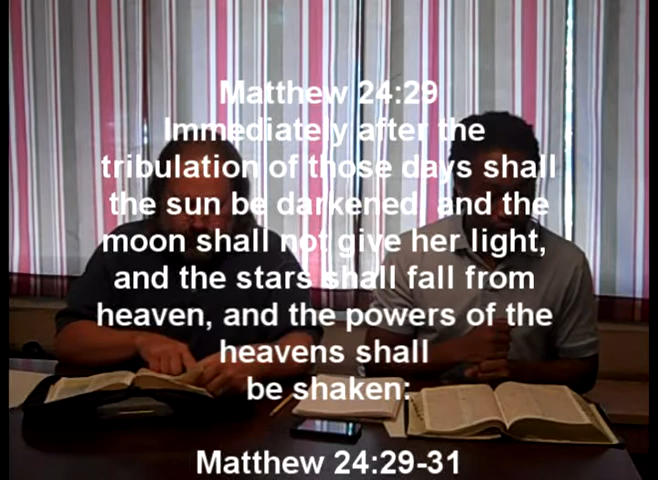 Matthew 24:29
Immediately after the
tribulation of those days shall
the sun be darkened, and the
moon shall not give her light,
and the stars shall fall from
heaven, and the powers of the
heavens shall
be shaken:
Matthew 24:29-31